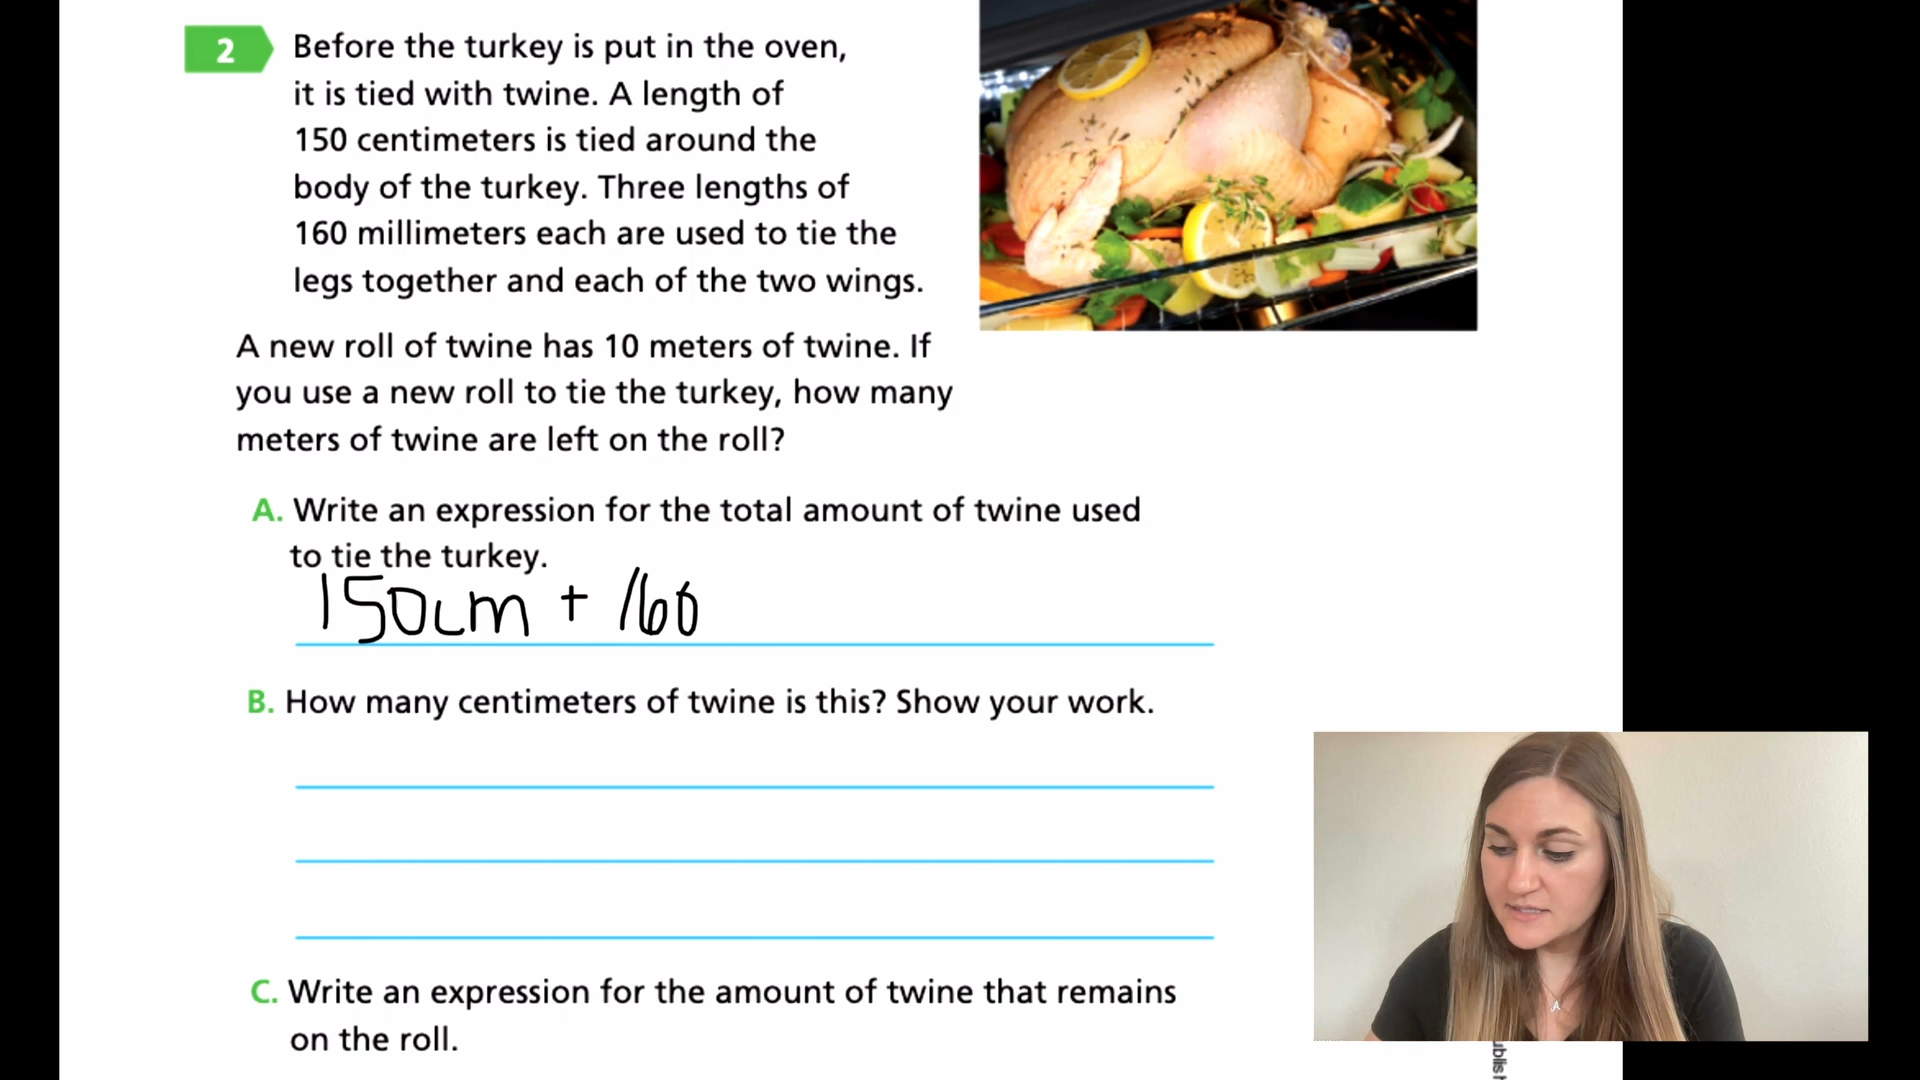 2
Before the turkey is put in the oven,
it is tied with twine. A length of
150 centimeters is tied around the
body of the turkey. Three lengths of
160 millimeters each are used to tie the
legs together and each of the two wings.
A new roll of twine has 10 meters of twine. If
you use a new roll to tie the turkey, how many
meters of twine are left on the roll?
A. Write an expression for the total amount of twine used
to tie the turkey.
150cm + 160
B. How many centimeters of twine is this? Show your work.
C. Write an expression for the amount of twine that remains
on the roll.
A